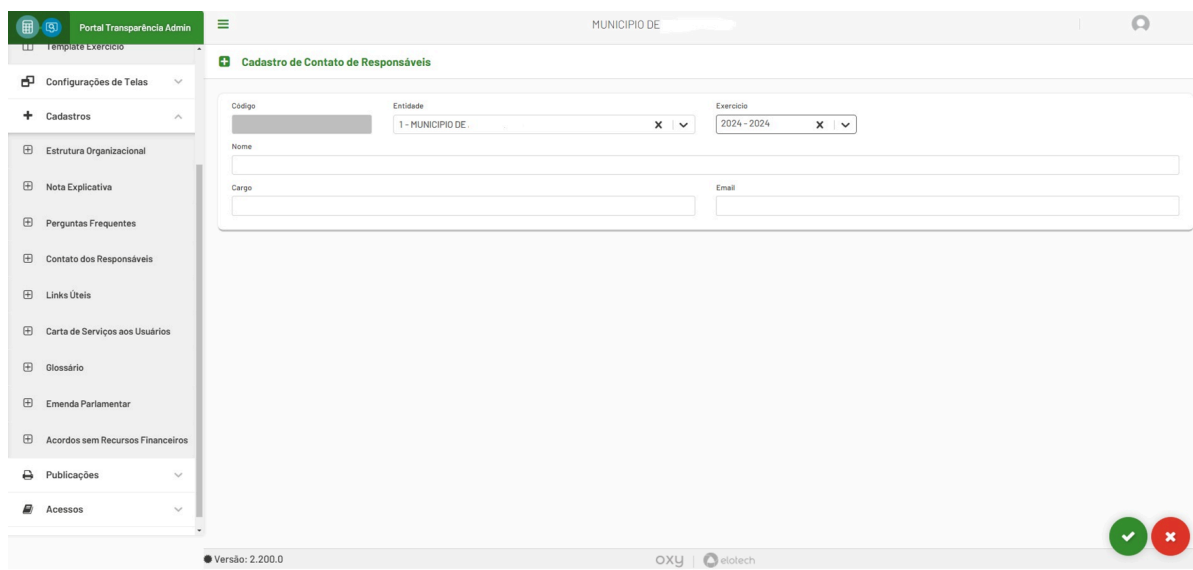 Portal Transparência Admin
MUNICIPIO DE
Template Exercício
Configurações de Telas
Cadastros
Estrutura Organizacional
Nota Explicativa
Perguntas Frequentes
Contato dos Responsáveis
Links Úteis
Carta de Serviços aos Usuários
Glossário
Emenda Parlamentar
Acordos sem Recursos Financeiros
Publicações
Acessos
Cadastro de Contato de Responsáveis
Código
Entidade
Exercício
1 - MUNICIPIO DE
2024 - 2024
Nome
Cargo
Email
Versão: 2.200.0
oxy
elotech